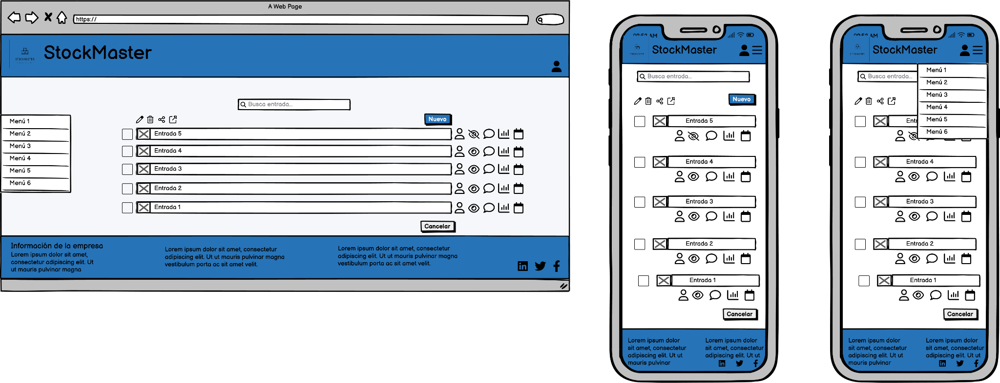 A Web Page
https://
STOCKMASTER
StockMaster
Busca entrada...
Menú 1
Menú 2
Menú 3
Menú 4
Menú 5
Menú 6
Nuevo
Entrada 5
Entrada 4
Entrada 3
Entrada 2
Entrada 1
Cancelar
Información de la empresa
Lorem ipsum dolor sit amet,
consectetur adipiscing elit. Ut
ut mauris pulvinar magna
Lorem ipsum dolor sit amet, consectetur
adipiscing elit. Ut ut mauris pulvinar magna
vestibulum porta ac sit amet velit.
Lorem ipsum dolor sit amet, consectetur
adipiscing elit. Ut ut mauris pulvinar magna
vestibulum porta ac sit amet velit.
09:52 AM
StockMaster
Busca entrada...
Nuevo
Entrada 5
Entrada 4
Entrada 3
Entrada 2
Entrada 1
Cancelar
Lorem ipsum dolor
sit amet, consectetur
adipiscing elit. Ut ut
mauris pulvinar
Lorem ipsum dolor
sit amet, consectetur
adipiscing elit. Ut ut
09:52 AM
StockMaster
Busca entrada...
Menú 1
Menú 2
Menú 3
Menú 4
Menú 5
Menú 6
Entr
Entrada 4
Entrada 3
Entrada 2
Entrada 1
Cancelar
Lorem ipsum dolor
sit amet, consectetur
adipiscing elit. Ut ut
mauris pulvinar
Lorem ipsum dolor
sit amet, consectetur
adipiscing elit. Ut ut